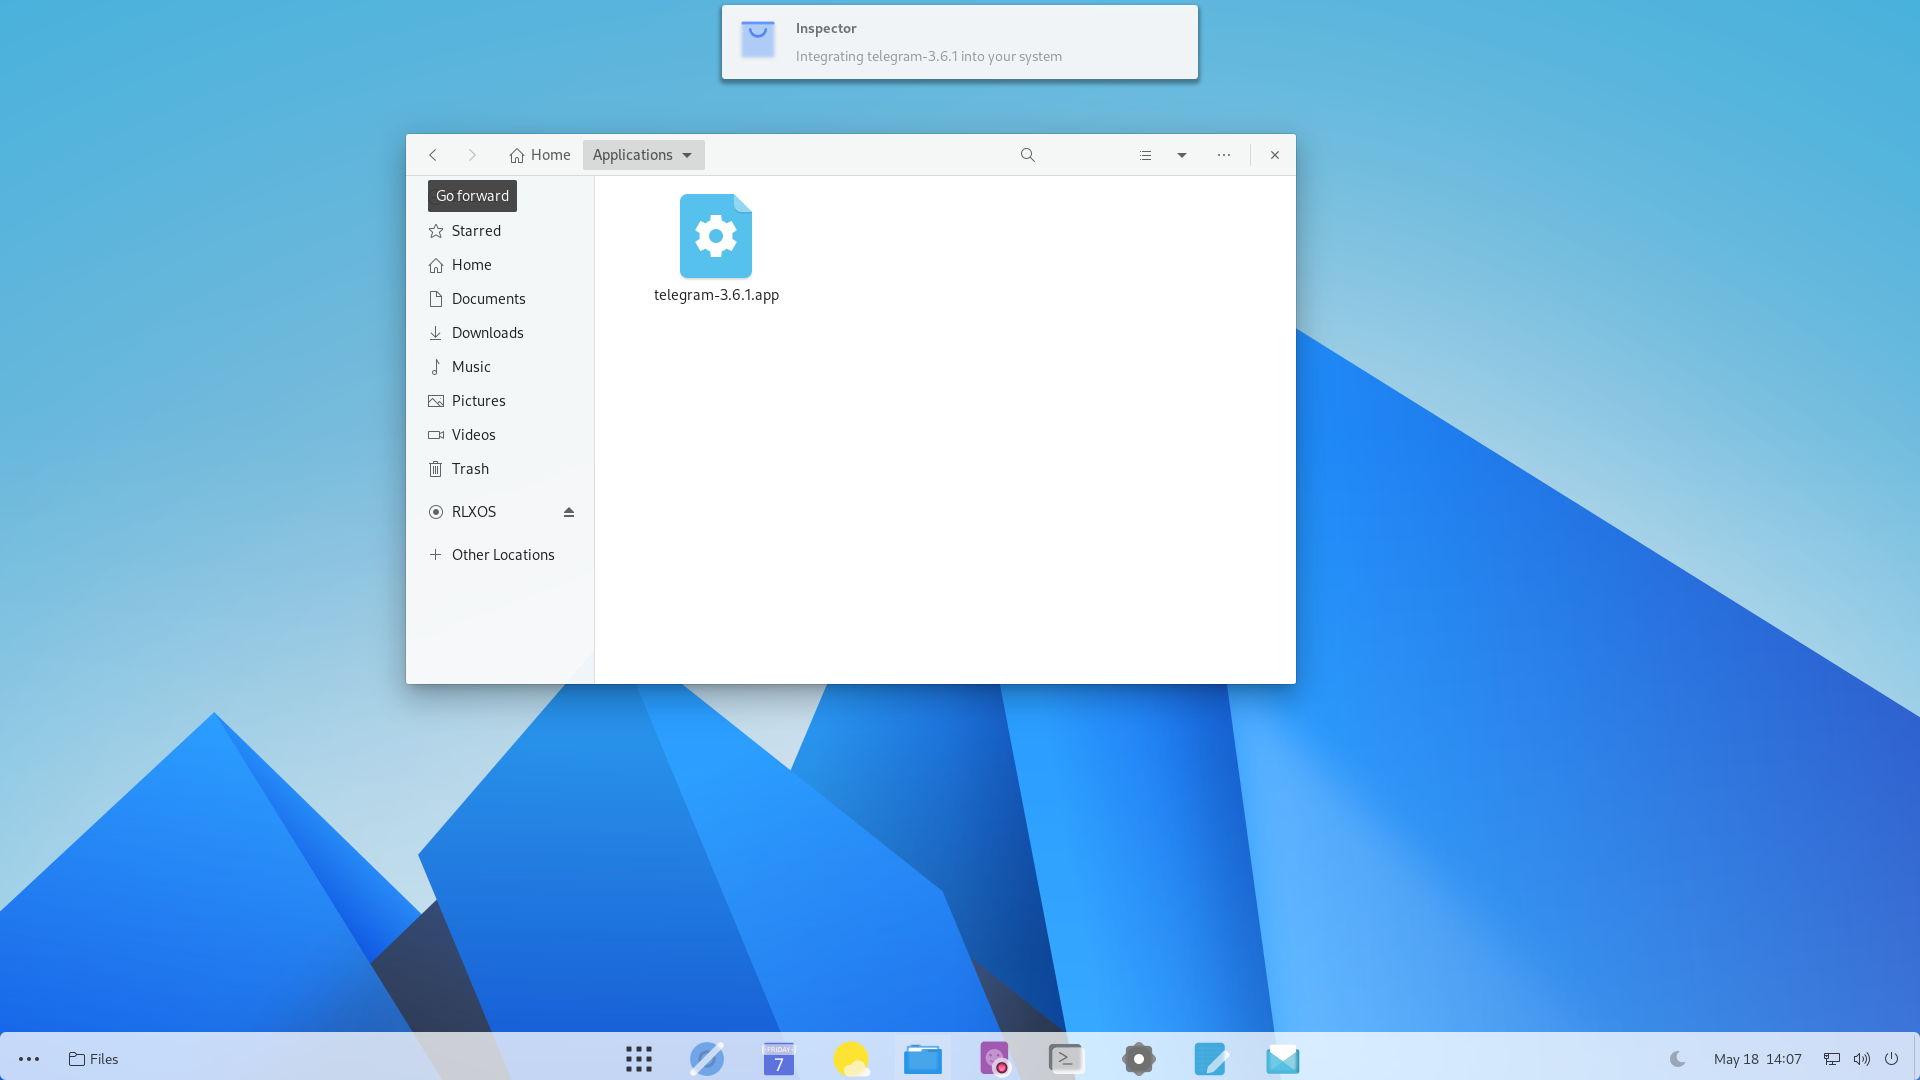 Inspector
Integrating telegram-3.6.1 into your system
Home
Applications
Go forward
Starred
Home
Documents
Downloads
Music
Pictures
Videos
Trash
RLXOS
Other Locations
telegram-3.6.1.app
Files
FRIDAY
7
May 18 14:07